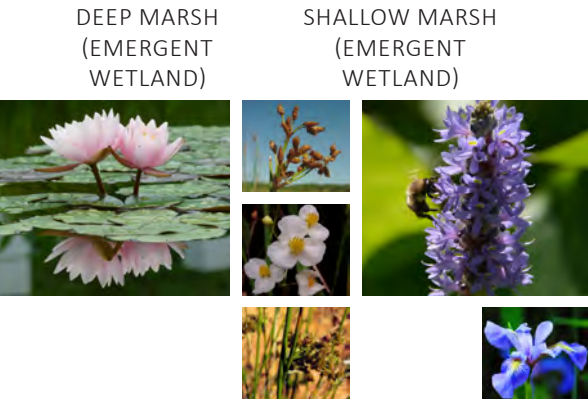 DEEP MARSH
(EMERGENT
WETLAND)
SHALLOW MARSH
(EMERGENT
WETLAND)